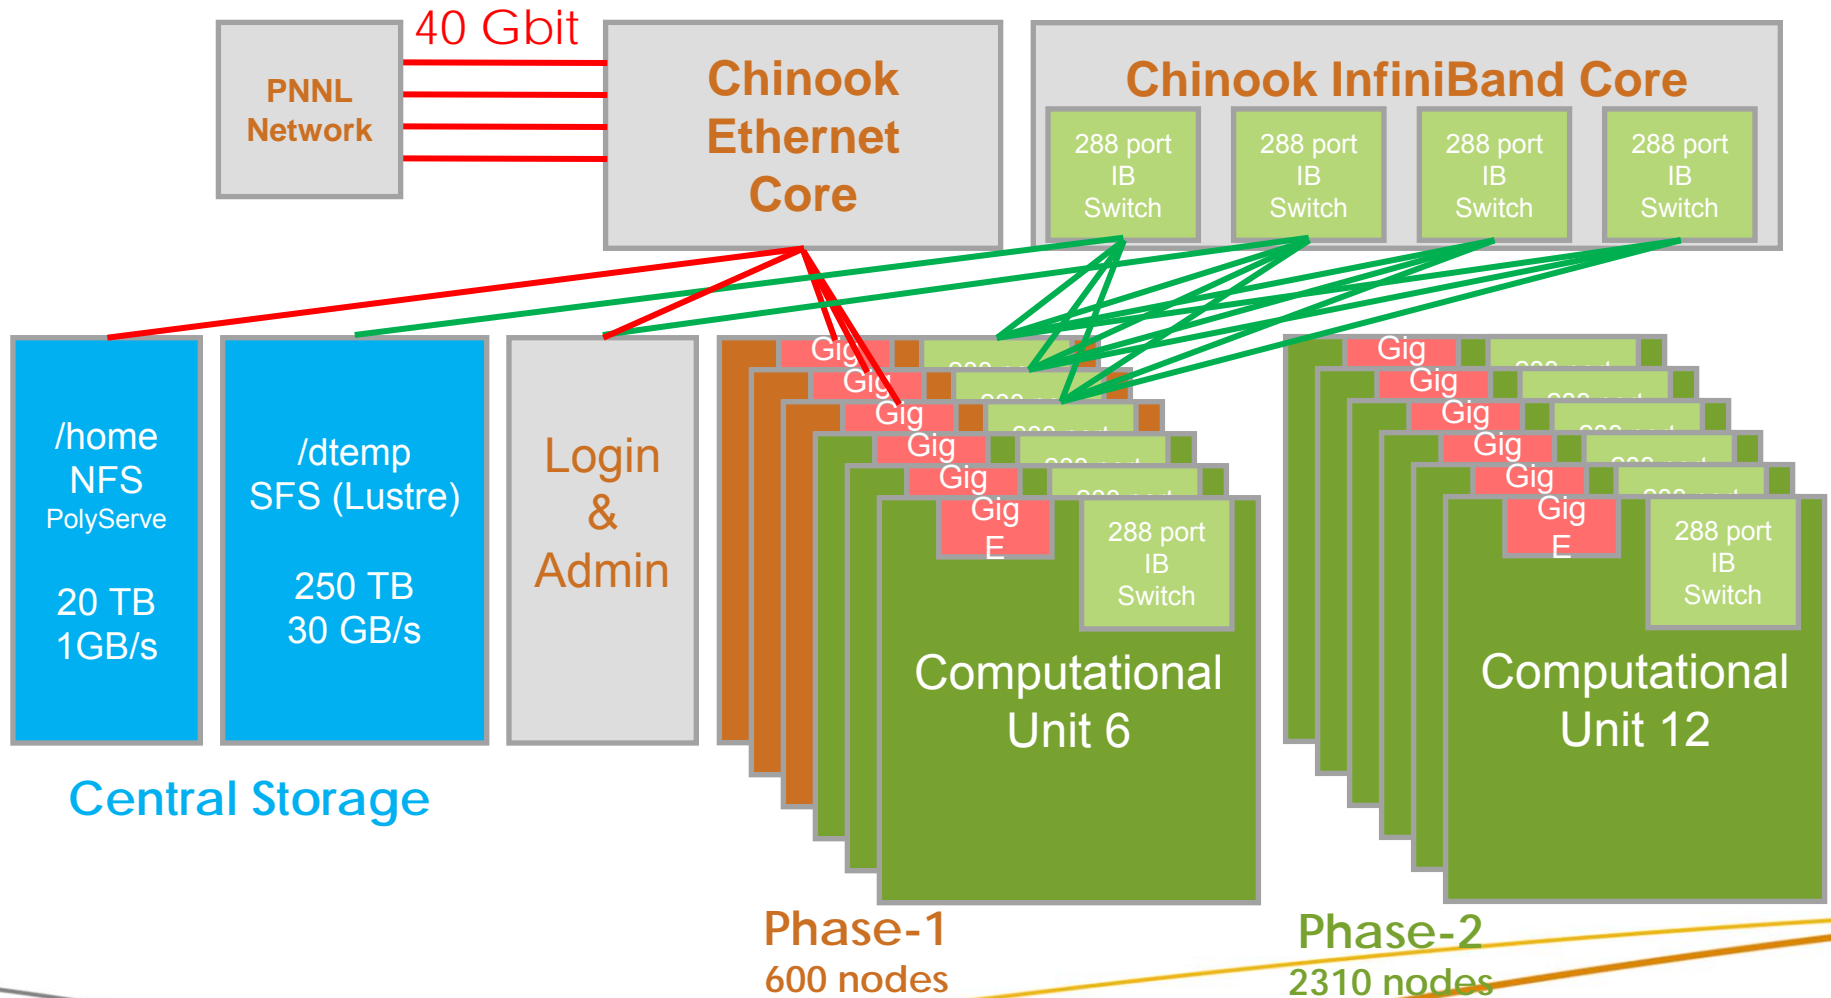 40 Gbit
PNNL
Network
Chinook
Ethernet
Core
Chinook InfiniBand Core
288 port
IB
Switch
288 port
IB
Switch
288 port
IB
Switch
288 port
IB
Switch
/home
NFS
PolyServe
20 TB
1GB/s
/dtemp
SFS (Lustre)
250 TB
30 GB/s
Login
&
Admin
Gig
Gig
Gig
Gig
Gig
Gig
E
288 port
IB
Switch
Computational
Unit 6
Gig
Gig
Gig
Gig
Gig
Gig
E
288 port
IB
Switch
Computational
Unit 12
Central Storage
Phase-1
600 nodes
Phase-2
2310 nodes